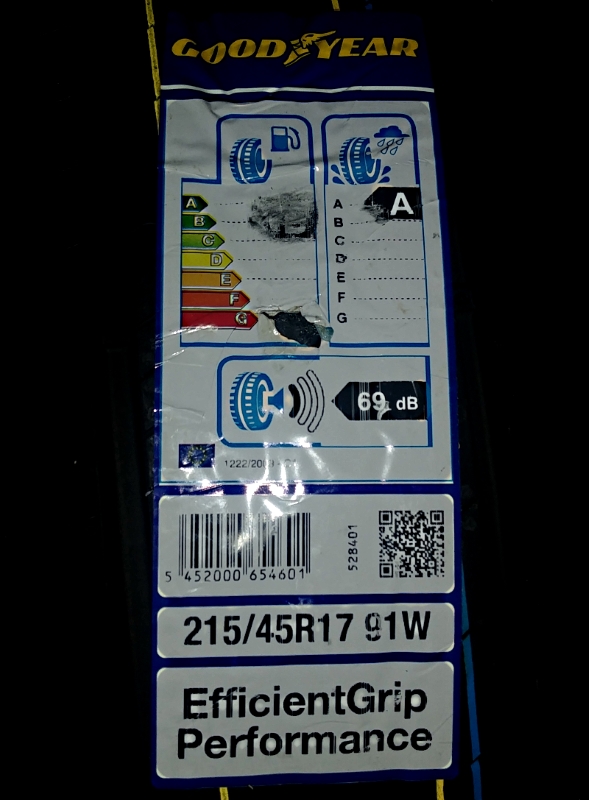 GOODYEAR
A
B
C
D
E
F
G
A
B
C
D
E
F
G
A
69 dB
5 452000 654601
528401
215/45R17 91W
EfficientGrip
Performance